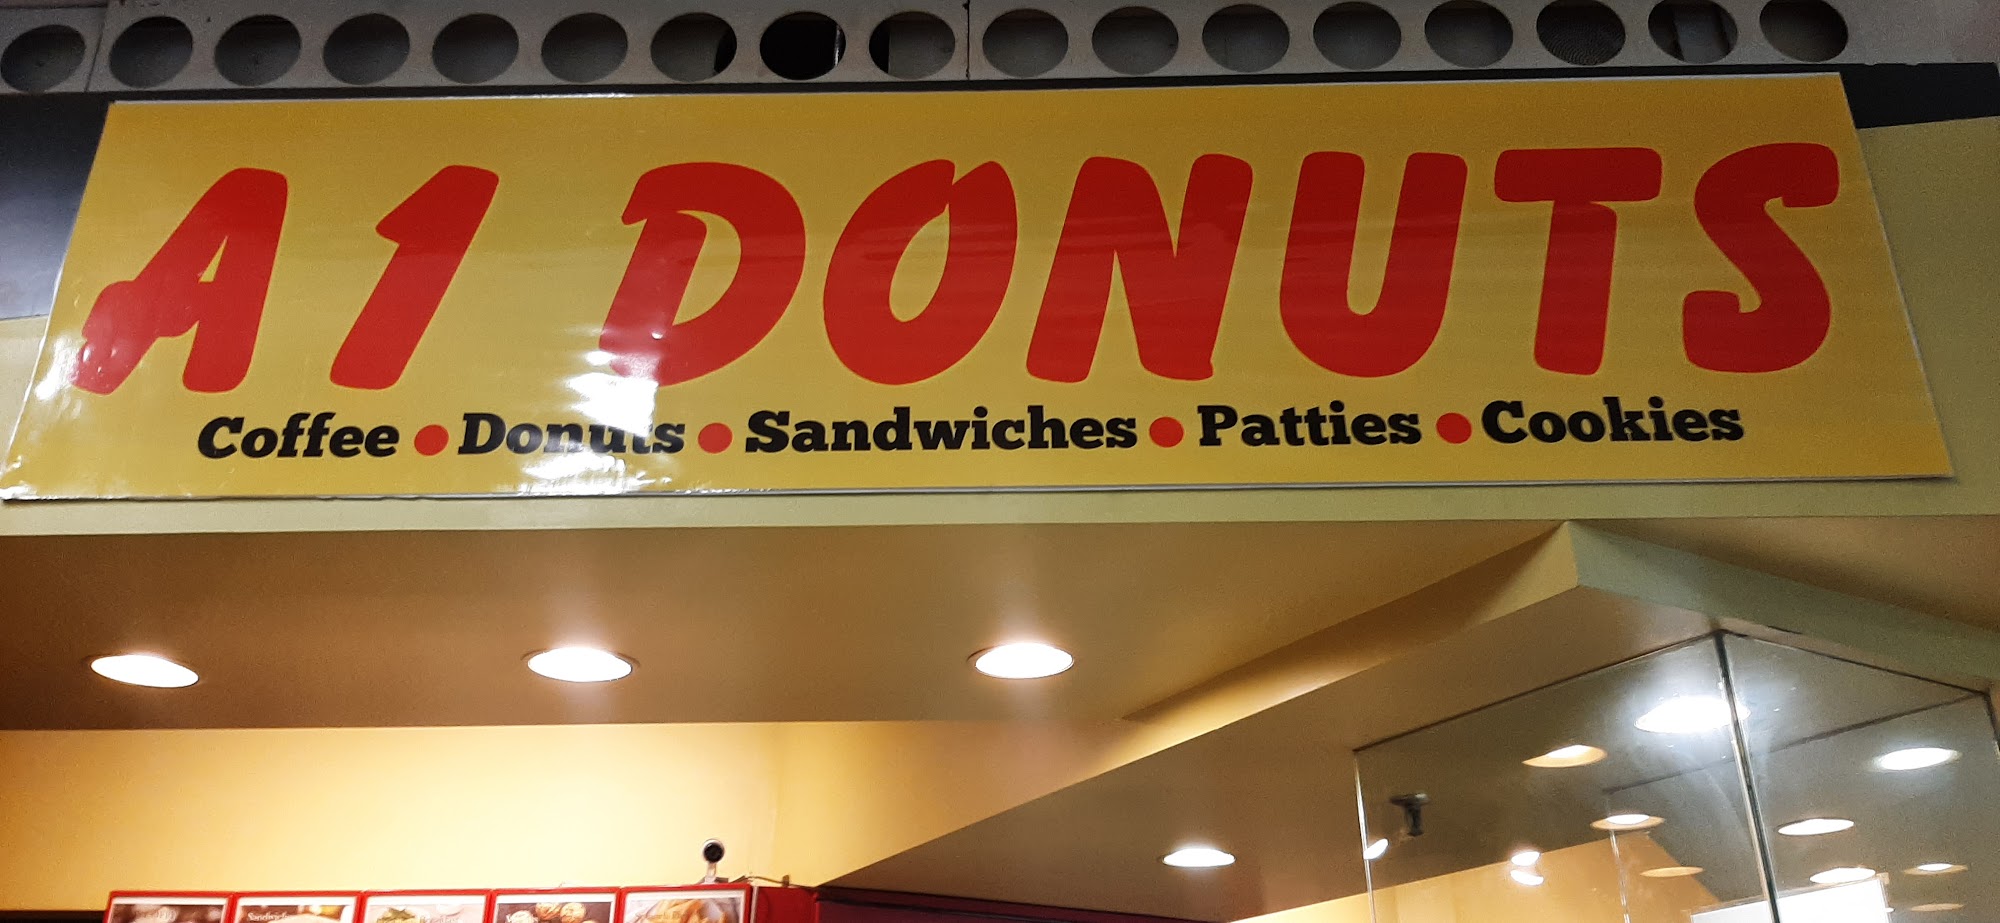 A1 DONUTS
Coffee • Donuts • Sandwiches • Patties • Cookies